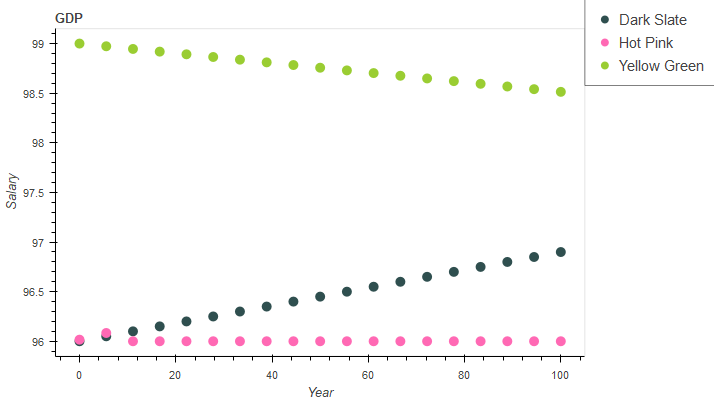 GDP
Dark Slate
Hot Pink
Yellow Green
99
98.5
98
97.5
97
96.5
96
Salary
0 20 40 60 80 100
Year